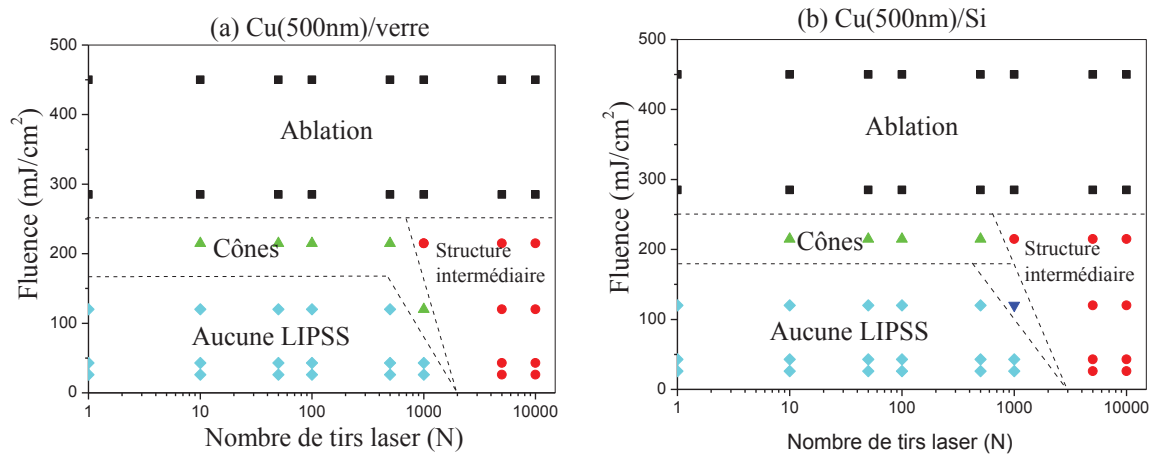 (a) Cu(500nm)/verre
500
400
300
200
100
0
Fluence (mJ/cm²)
Ablation
Cônes
Structure
intermédiaire
Aucune LIPSS
1 10 100 1000 10000
Nombre de tirs laser (N)
(b) Cu(500nm)/Si
500
400
300
200
100
0
Fluence (mJ/cm²)
Ablation
Cônes
Structure
intermédiaire
Aucune LIPSS
1 10 100 1000 10000
Nombre de tirs laser (N)